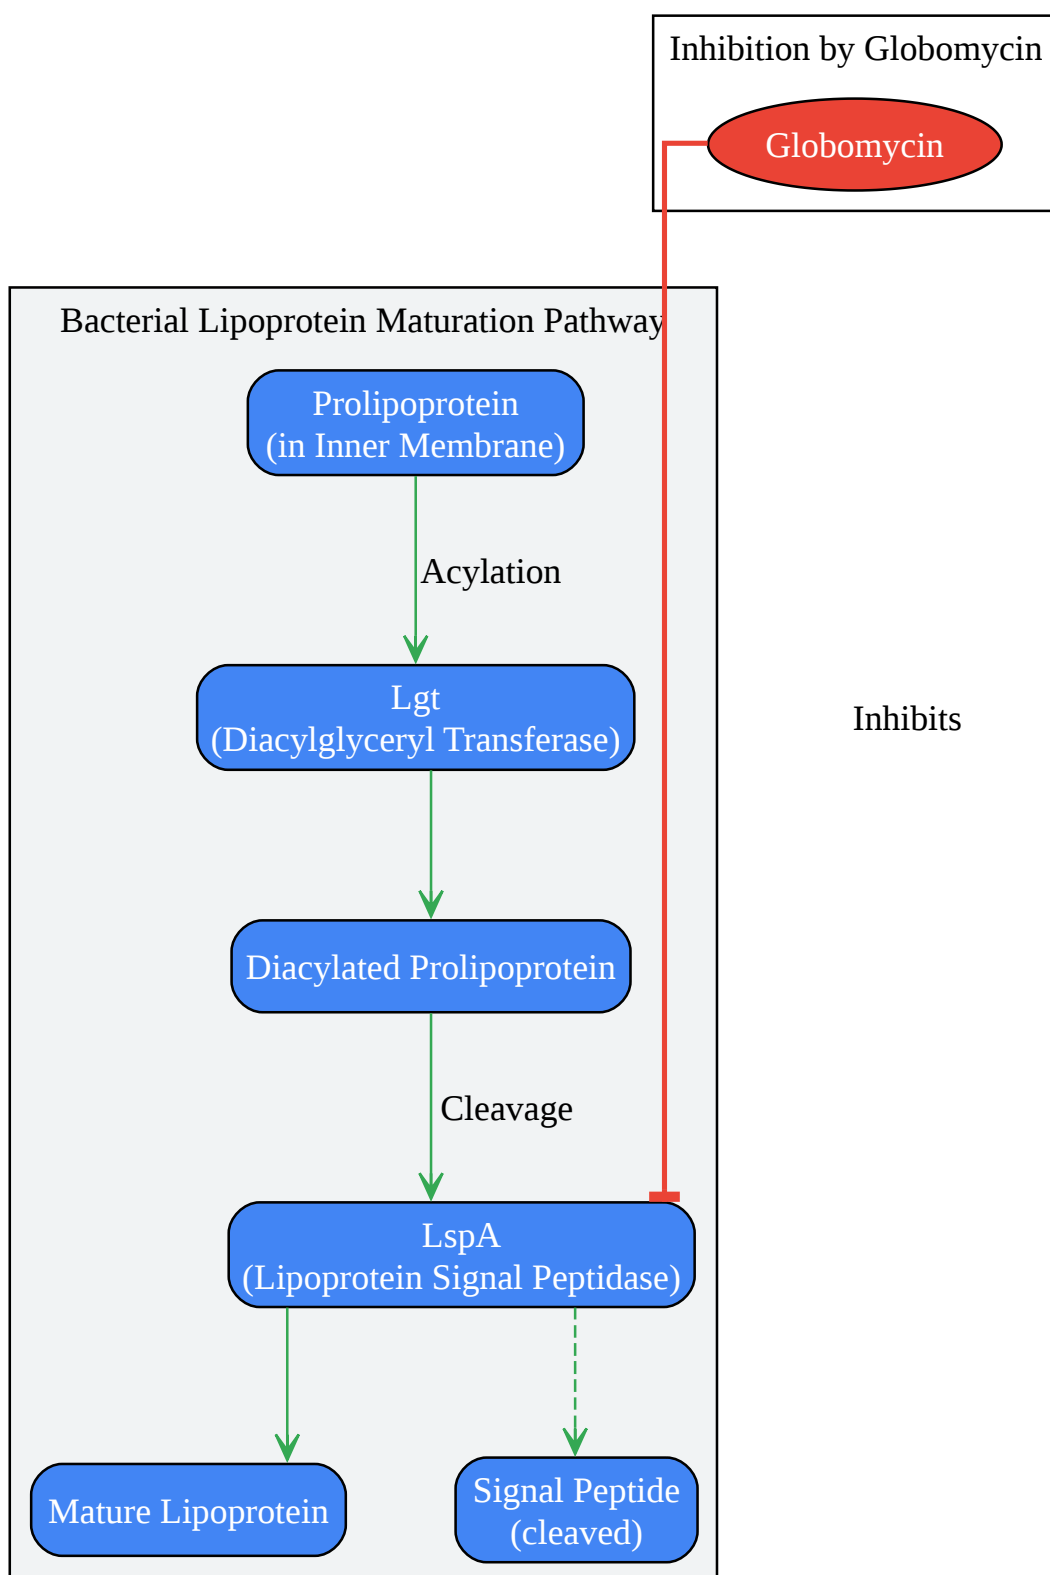 Inhibition by Globomycin
Globomycin
Bacterial Lipoprotein Maturation Pathway
Prolipoprotein
(in Inner Membrane)
Acylation
Lgt
(Diacylglyceryl Transferase)
Inhibits
Diacylated Prolipoprotein
Cleavage
LspA
(Lipoprotein Signal Peptidase)
Mature Lipoprotein
Signal Peptide
(cleaved)